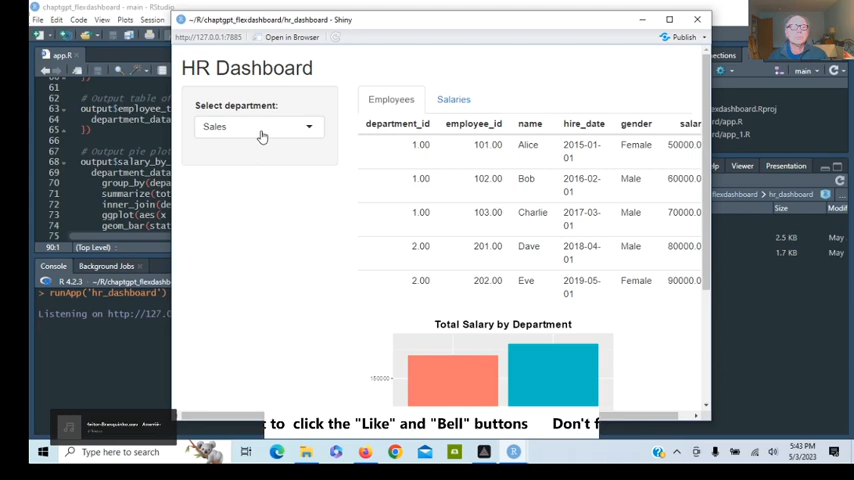 chaptgpt_flexdashboard - main - RStudio
File Edit Code View Plots Session
~/R/chaptgpt_flexdashboard/hr_dashboard - Shiny
http://127.0.0.1:7885 Open in Browser Publish
app.R
main
HR Dashboard
Select department:
Sales
Employees Salaries
department_id employee_id name hire_date gender salar
1.00 101.00 Alice 2015-01-01 Female 50000.0
1.00 102.00 Bob 2016-02-01 Male 60000.0
1.00 103.00 Charlie 2017-03-01 Male 70000.0
2.00 201.00 Dave 2018-04-01 Male 80000.0
2.00 202.00 Eve 2019-05-01 Female 90000.0
Total Salary by Department
150000
61
62 # Output table of
63 output$employee_t
64 department_data
65 })
66
67 # Output pie plot
68 output$salary_by_
69 department_data
70 group_by(depa
71 summarize(tot
72 inner_join(de
73 ggplot(aes(x
74 geom_bar(stat
75
90:1 (Top Level)
Console Background Jobs
R 4.2.3 · ~/R/chaptgpt_flexdashboard/
> runApp('hr_dashboard')
Listening on http://127.0
nections
flexdashboard.Rproj
rd/app.R
rd/app_1.R
Viewer Presentation
flexdashboard > hr_dashboard
Size Modif
2.5 KB May
1.7 KB May
to click the "Like" and "Bell" buttons Don't f
Type here to search
5:43 PM
5/3/2023